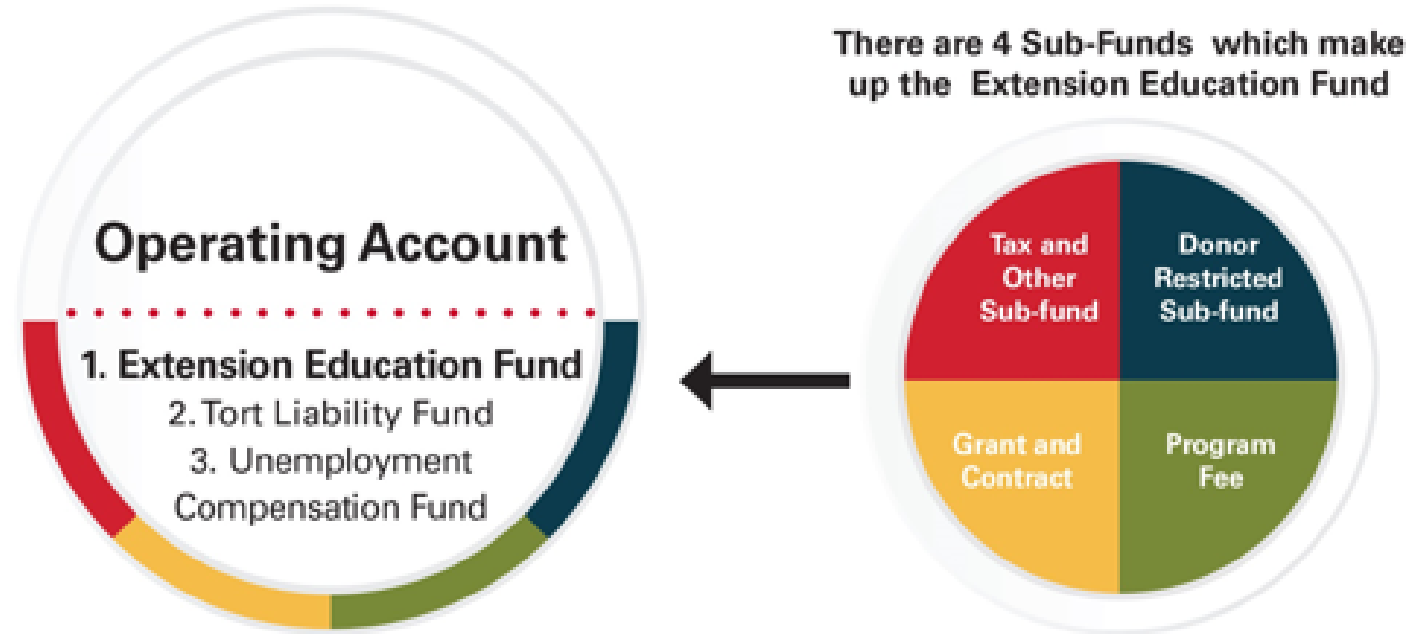 Operating Account
1. Extension Education Fund
2. Tort Liability Fund
3. Unemployment
Compensation Fund
There are 4 Sub-Funds which make
up the Extension Education Fund
Tax and
Other
Sub-fund
Donor
Restricted
Sub-fund
Grant and
Contract
Program
Fee